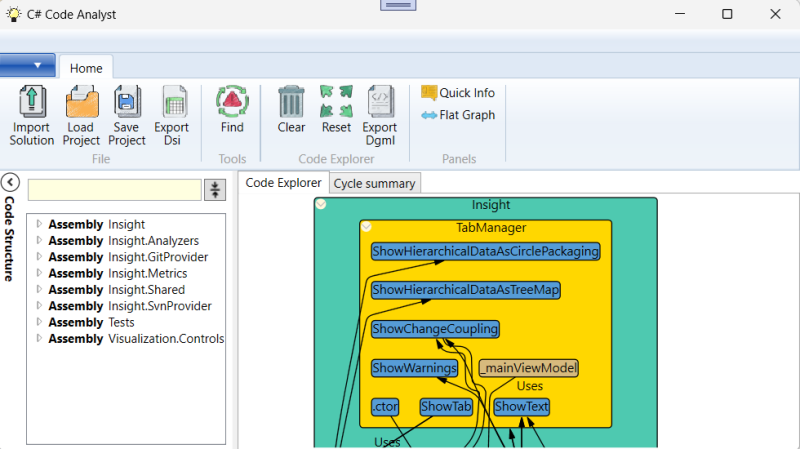 C# Code Analyst
Home
Import
Solution
Load
Project
Save
Project
Export
Dsi
File
Find
Tools
Clear
Reset
Export
Dgml
Code Explorer
Quick Info
Flat Graph
Panels
Code Structure
Assembly Insight
Assembly Insight.Analyzers
Assembly Insight.GitProvider
Assembly Insight.Metrics
Assembly Insight.Shared
Assembly Insight.SvnProvider
Assembly Tests
Assembly Visualization.Controls
Code Explorer
Cycle summary
Insight
TabManager
ShowHierarchicalDataAsCirclePackaging
ShowHierarchicalDataAsTreeMap
ShowChangeCoupling
ShowWarnings
_mainViewModel
Uses
.ctor
ShowTab
ShowText
Uses